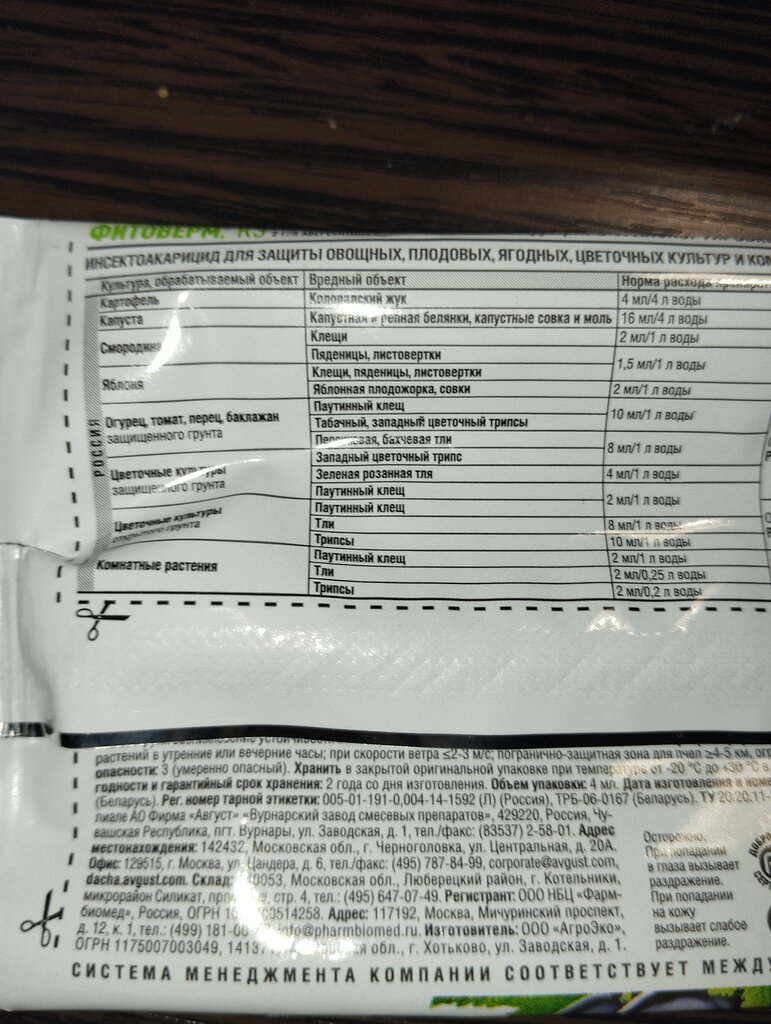 ФИТОВЕРМ.
ИНСЕКТОАКАРИЦИД ДЛЯ ЗАЩИТЫ ОВОЩНЫХ, ПЛОДОВЫХ, ЯГОДНЫХ, ЦВЕТОЧНЫХ КУЛЬТУР И КОМ
Культура, обрабатываемый объект Вредный объект Норма расхода
Картофель Колорадский жук 4 мл/4 л воды
Капуста Капустная и репная белянки, капустные совка и моль 16 мл/4 л воды
Смородина Клещи 2 мл/1 л воды
Пяденицы, листовертки 1,5 мл/1 л воды
Яблоня Клещи, пяденицы, листовертки
Яблонная плодожорка, совки 2 мл/1 л воды
РОССИЯ
Огурец, томат, перец, баклажан защищенного грунта Паутинный клещ 10 мл/1 л воды
Табачный, западный цветочный трипсы
Персиковая, бахчевая тли 8 мл/1 л воды
Цветочные культуры защищенного грунта Западный цветочный трипс
Зеленая розанная тля 4 мл/1 л воды
Паутинный клещ 2 мл/1 л воды
Цветочные культуры открытого грунта Паутинный клещ
Тли 8 мл/1 л воды
Трипсы 10 мл/1 л воды
Комнатные растения Паутинный клещ 2 мл/1 л воды
Тли 2 мл/0,25 л воды
Трипсы 2 мл/0,2 л воды
растений в утренние или вечерние часы; при скорости ветра ≤2-3 м/с; погранично-защитная зона для пчел ≥4-5 км,
опасности: 3 (умеренно опасный). Хранить в закрытой оригинальной упаковке при температуре от -20 °С до +30 °С в
годности и гарантийный срок хранения: 2 года со дня изготовления. Объем упаковки: 4 мл. Дата изготовления и
(Беларусь). Рег. номер тарной этикетки: 005-01-191-0,004-14-1592 (Л) (Россия), ТРБ-06-0167 (Беларусь). ТУ 20.20.11-
лиале АО Фирма «Август» «Вурнарский завод смесевых препаратов», 429220, Россия, Чу-
вашская Республика, пгт. Вурнары, ул. Заводская, д. 1, тел./факс: (83537) 2-58-01. Адрес
местонахождения: 142432, Московская обл., г. Черноголовка, ул. Центральная, д. 20А.
Офис: 129515, г. Москва, ул. Цандера, д. 6, тел./факс: (495) 787-84-99, corporate@avgust.com,
dacha.avgust.com. Склад: 0053, Московская обл., Люберецкий район, г. Котельники,
микрорайон Силикат, стр. 4, тел.: (495) 647-07-49. Регистрант: ООО НБЦ «Фарм-
биомед», Россия, ОГРН 00514258. Адрес: 117192, Москва, Мичуринский проспект,
д. 12, к. 1, тел.: (499) 181-00 info@pharmbiomed.ru. Изготовитель: ООО «АгроЭко»,
ОГРН 1175007003049, 1413 обл., г. Хотьково, ул. Заводская, д. 1.
Осторожно.
При попадании
в глаза вызывает
раздражение.
При попадании
на кожу
вызывает слабое
раздражение.
СИСТЕМА МЕНЕДЖМЕНТА КОМПАНИИ СООТВЕТСТВУЕТ МЕЖДУ